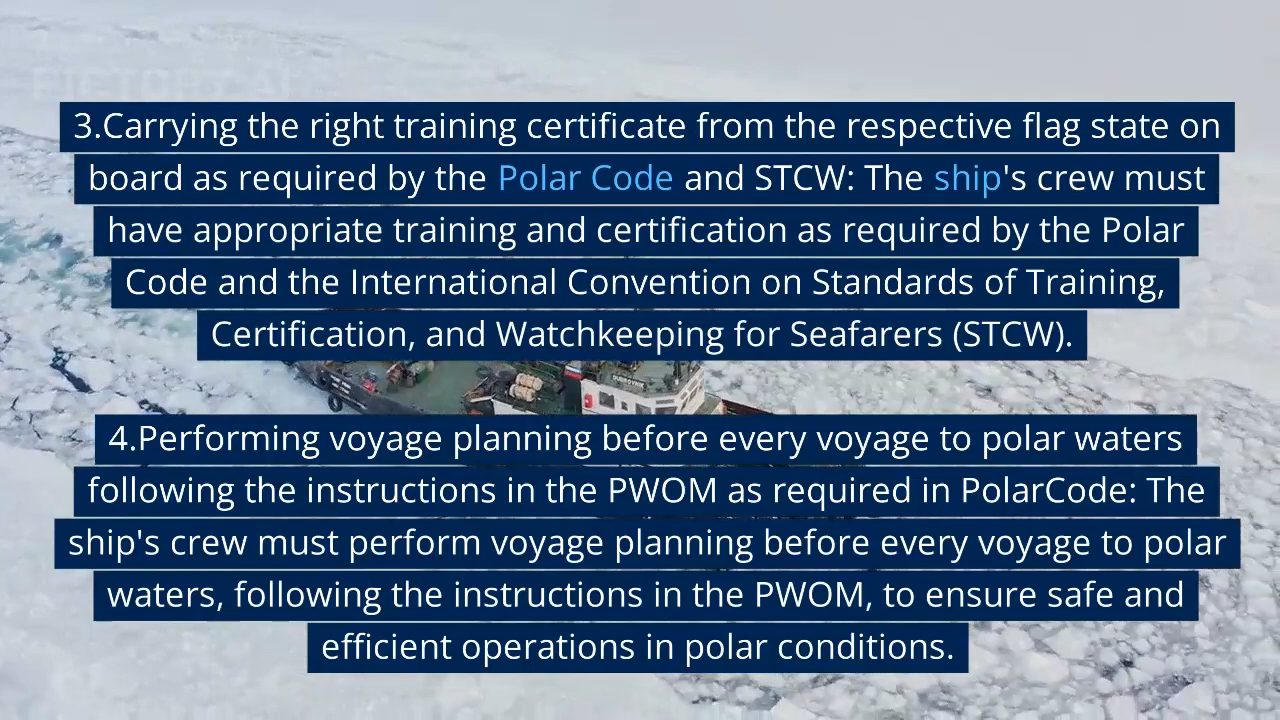 PICTORY.AI
3.Carrying the right training certificate from the respective flag state on
board as required by the Polar Code and STCW: The ship's crew must
have appropriate training and certification as required by the Polar
Code and the International Convention on Standards of Training,
Certification, and Watchkeeping for Seafarers (STCW).
DUBROVNIK
4.Performing voyage planning before every voyage to polar waters
following the instructions in the PWOM as required in PolarCode: The
ship's crew must perform voyage planning before every voyage to polar
waters, following the instructions in the PWOM, to ensure safe and
efficient operations in polar conditions.